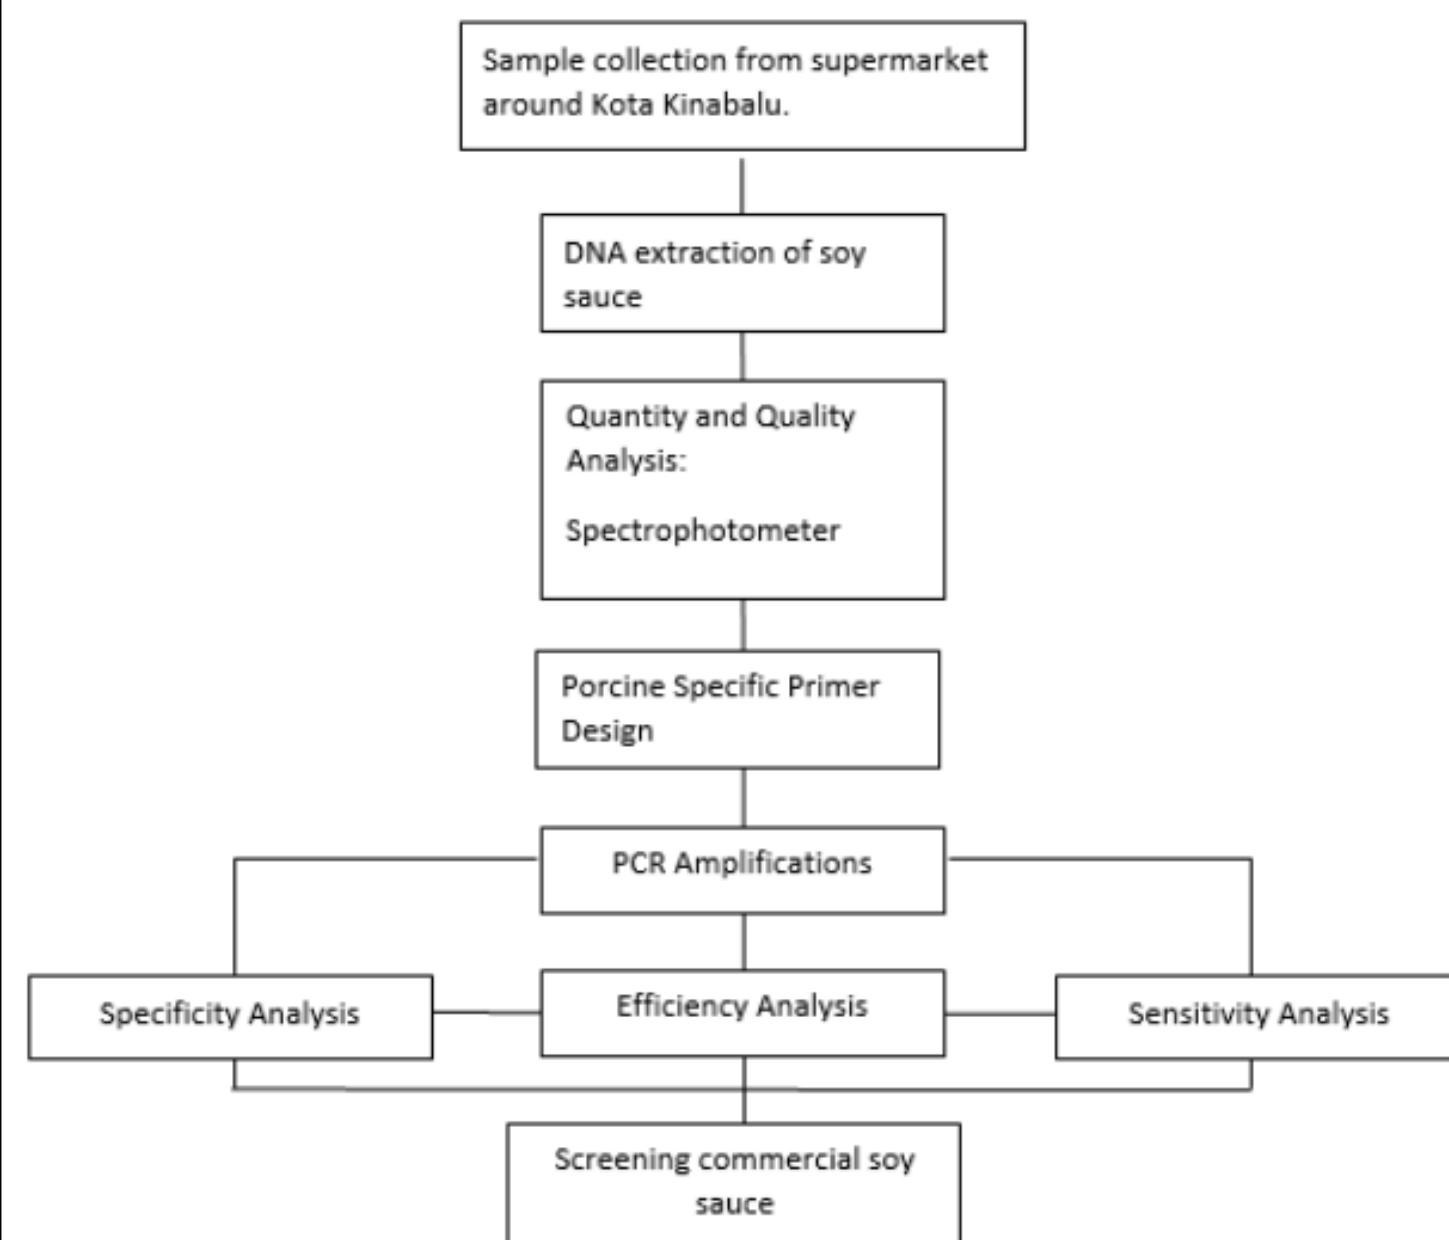 Sample collection from supermarket
around Kota Kinabalu.
DNA extraction of soy
sauce
Quantity and Quality
Analysis:
Spectrophotometer
Porcine Specific Primer
Design
PCR Amplifications
Specificity Analysis
Efficiency Analysis
Sensitivity Analysis
Screening commercial soy
sauce